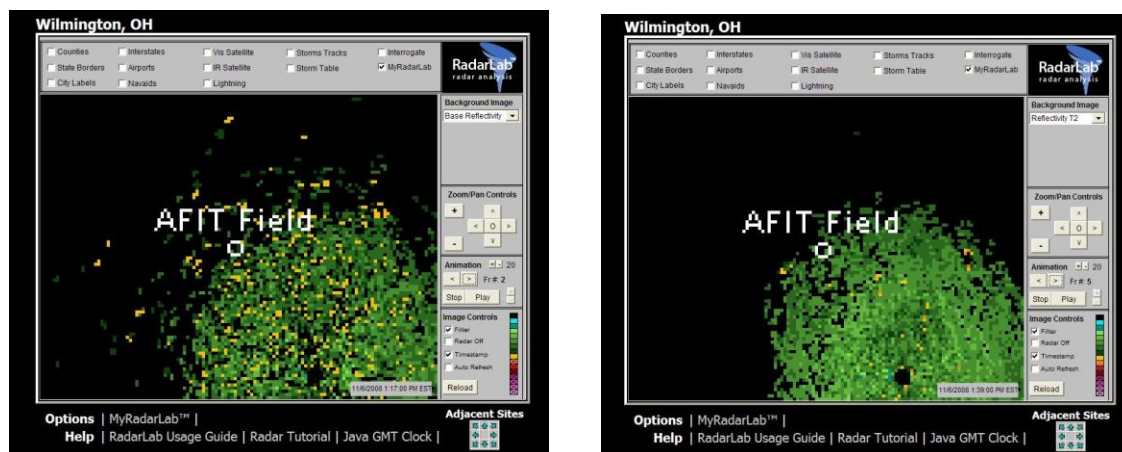 Wilmington, OH
Counties Interstates Vis Satellite Storms Tracks Interrogate
State Borders Airports IR Satellite Storm Table MyRadarLab
City Labels Navaids Lightning
RadarLab
radar analysis
Background Image
Base Reflectivity
AFIT Field
Zoom/Pan Controls
+ ^
< O >
- v
Animation + - 20
< > Fr #: 2
Stop Play
Image Controls
Filter
Radar Off
Timestamp
Auto Refresh
Reload
11/6/2008 1:17:00 PM EST
Options | MyRadarLab™ |
Help | RadarLab Usage Guide | Radar Tutorial | Java GMT Clock |
Adjacent Sites
Wilmington, OH
Counties Interstates Vis Satellite Storms Tracks Interrogate
State Borders Airports IR Satellite Storm Table MyRadarLab
City Labels Navaids Lightning
RadarLab
radar analysis
Background Image
Reflectivity T2
AFIT Field
Zoom/Pan Controls
+ ^
< O >
- v
Animation + - 20
< > Fr #: 5
Stop Play
Image Controls
Filter
Radar Off
Timestamp
Auto Refresh
Reload
11/6/2008 1:39:00 PM EST
Options | MyRadarLab™ |
Help | RadarLab Usage Guide | Radar Tutorial | Java GMT Clock |
Adjacent Sites